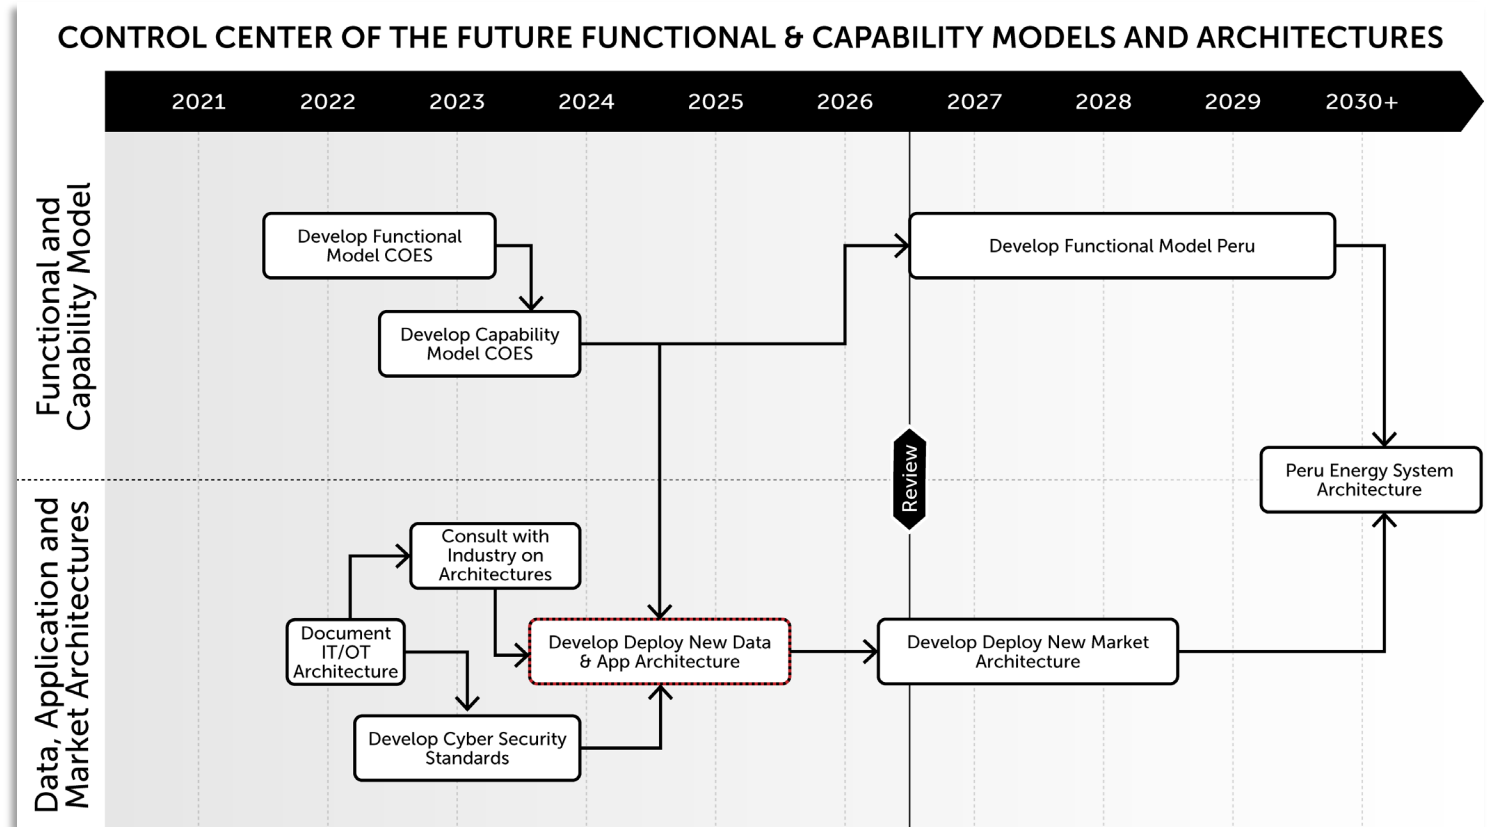 CONTROL CENTER OF THE FUTURE FUNCTIONAL & CAPABILITY MODELS AND ARCHITECTURES
2021 2022 2023 2024 2025 2026 2027 2028 2029 2030+
Functional and
Capability Model
Develop Functional
Model COES
Develop Functional Model Peru
Develop Capability
Model COES
Review
Peru Energy System
Architecture
Data, Application and
Market Architectures
Consult with
Industry on
Architectures
Document
IT/OT
Architecture
Develop Deploy New Data
& App Architecture
Develop Deploy New Market
Architecture
Develop Cyber Security
Standards